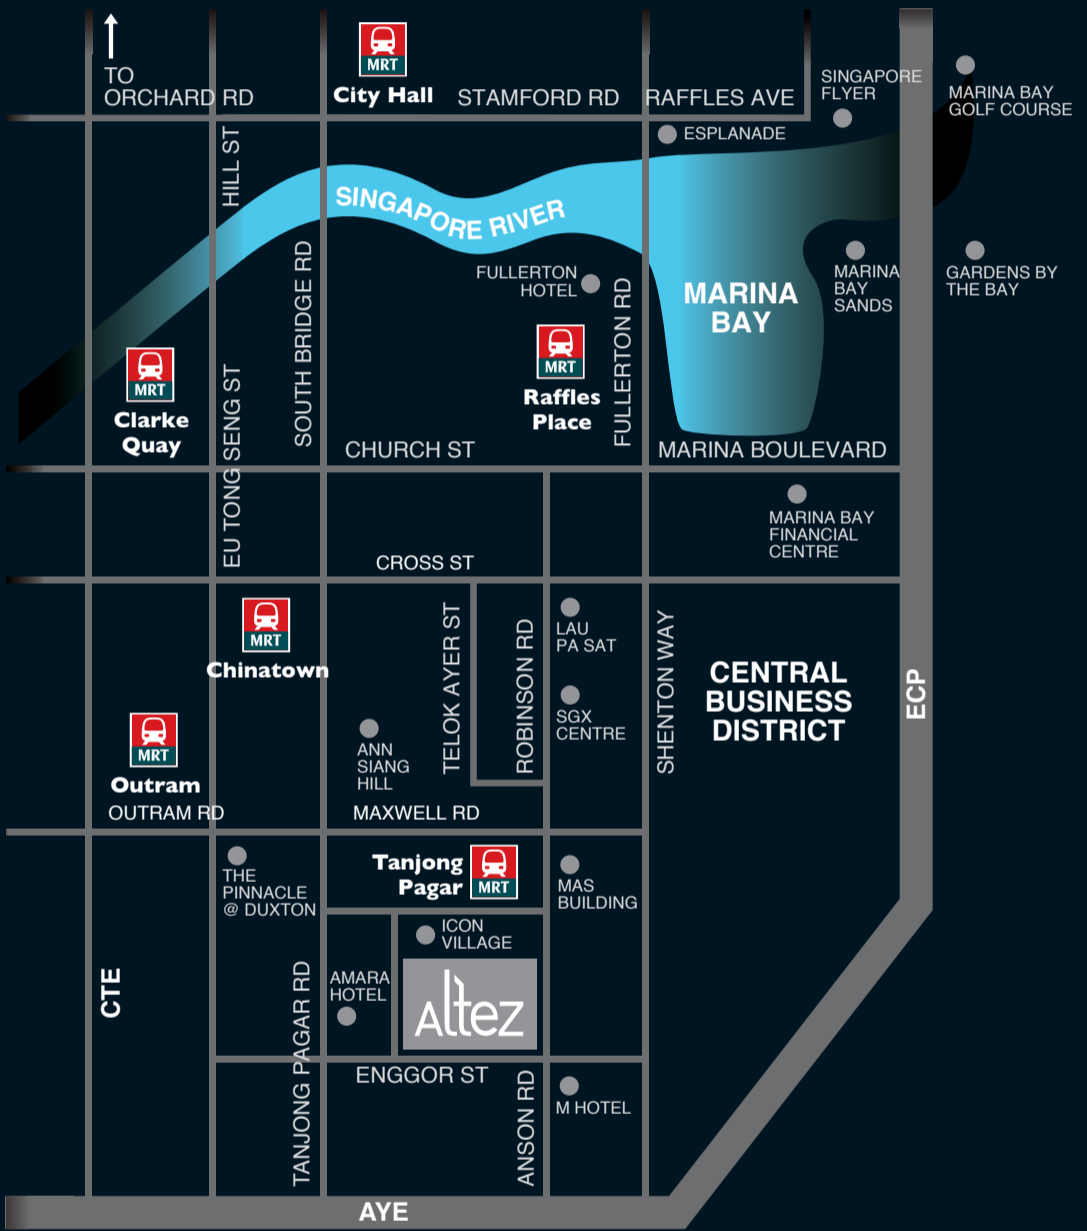 TO
ORCHARD RD
MRT
City Hall
STAMFORD RD
RAFFLES AVE
SINGAPORE
FLYER
MARINA BAY
GOLF COURSE
ESPLANADE
HILL ST
SINGAPORE RIVER
SOUTH BRIDGE RD
FULLERTON
HOTEL
FULLERTON RD
MARINA
BAY
MARINA
BAY
SANDS
GARDENS BY
THE BAY
MRT
Clarke
Quay
MRT
Raffles
Place
EU TONG SENG ST
CHURCH ST
MARINA BOULEVARD
MARINA BAY
FINANCIAL
CENTRE
CROSS ST
MRT
Chinatown
TELOK AYER ST
ROBINSON RD
LAU
PA SAT
SGX
CENTRE
SHENTON WAY
CENTRAL
BUSINESS
DISTRICT
ECP
MRT
Outram
OUTRAM RD
ANN
SIANG
HILL
MAXWELL RD
THE
PINNACLE
@ DUXTON
Tanjong
Pagar
MRT
MAS
BUILDING
ICON
VILLAGE
CTE
TANJONG PAGAR RD
AMARA
HOTEL
Altez
ENGGOR ST
ANSON RD
M HOTEL
AYE